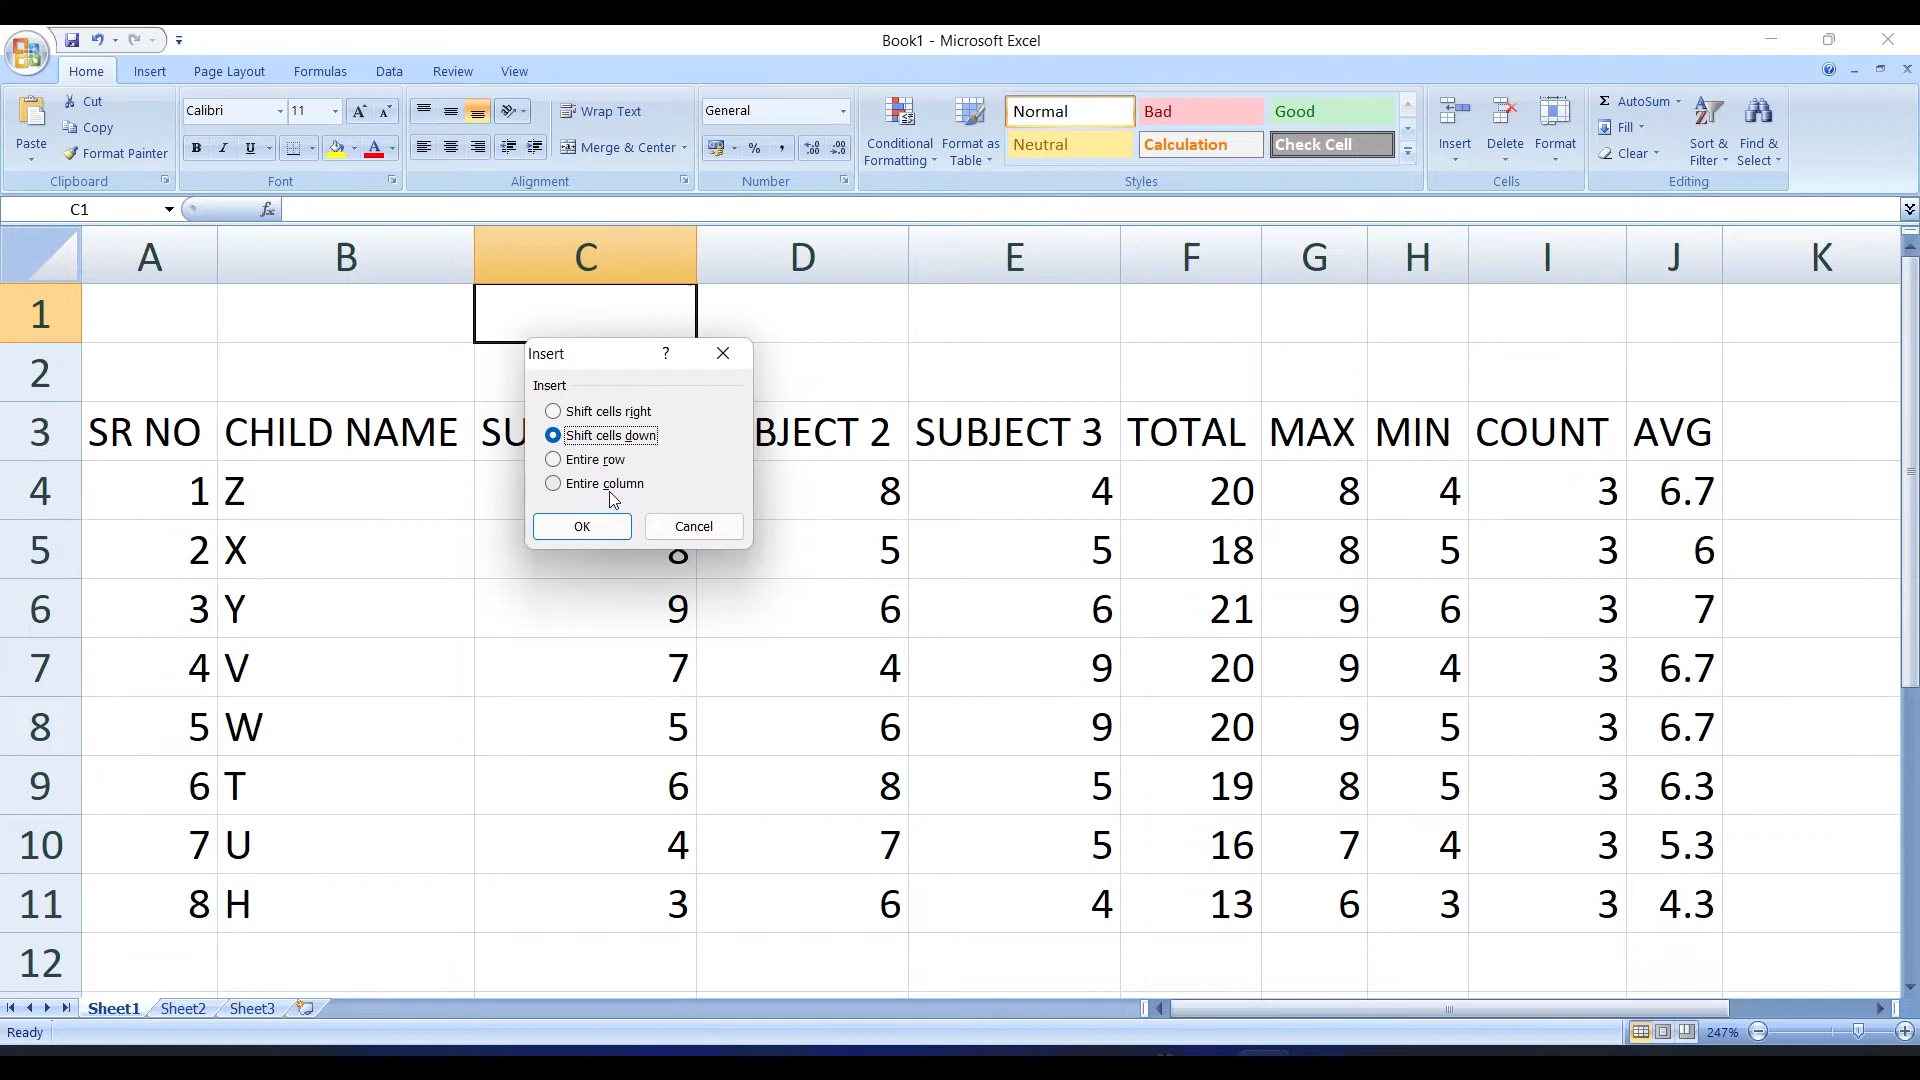 Book1 - Microsoft Excel
Home Insert Page Layout Formulas Data Review View
Cut
Copy
Format Painter
Paste
Clipboard
Calibri 11
B I U
Font
Wrap Text
Merge & Center
Alignment
General
%
Number
Conditional Formatting
Format as Table
Normal Bad Good
Neutral Calculation Check Cell
Styles
Insert Delete Format
Cells
Σ AutoSum
Fill
Clear
Sort & Filter
Find & Select
Editing
C1 fx
A B C D E F G H I J K
1
2
3 SR NO CHILD NAME SU BJECT 2 SUBJECT 3 TOTAL MAX MIN COUNT AVG
4 1 Z 8 4 20 8 4 3 6.7
5 2 X 8 5 5 18 8 5 3 6
6 3 Y 9 6 6 21 9 6 3 7
7 4 V 7 4 9 20 9 4 3 6.7
8 5 W 5 6 9 20 9 5 3 6.7
9 6 T 6 8 5 19 8 5 3 6.3
10 7 U 4 7 5 16 7 4 3 5.3
11 8 H 3 6 4 13 6 3 3 4.3
12
Insert ?
Insert
Shift cells right
Shift cells down
Entire row
Entire column
OK Cancel
Sheet1 Sheet2 Sheet3
Ready 247%